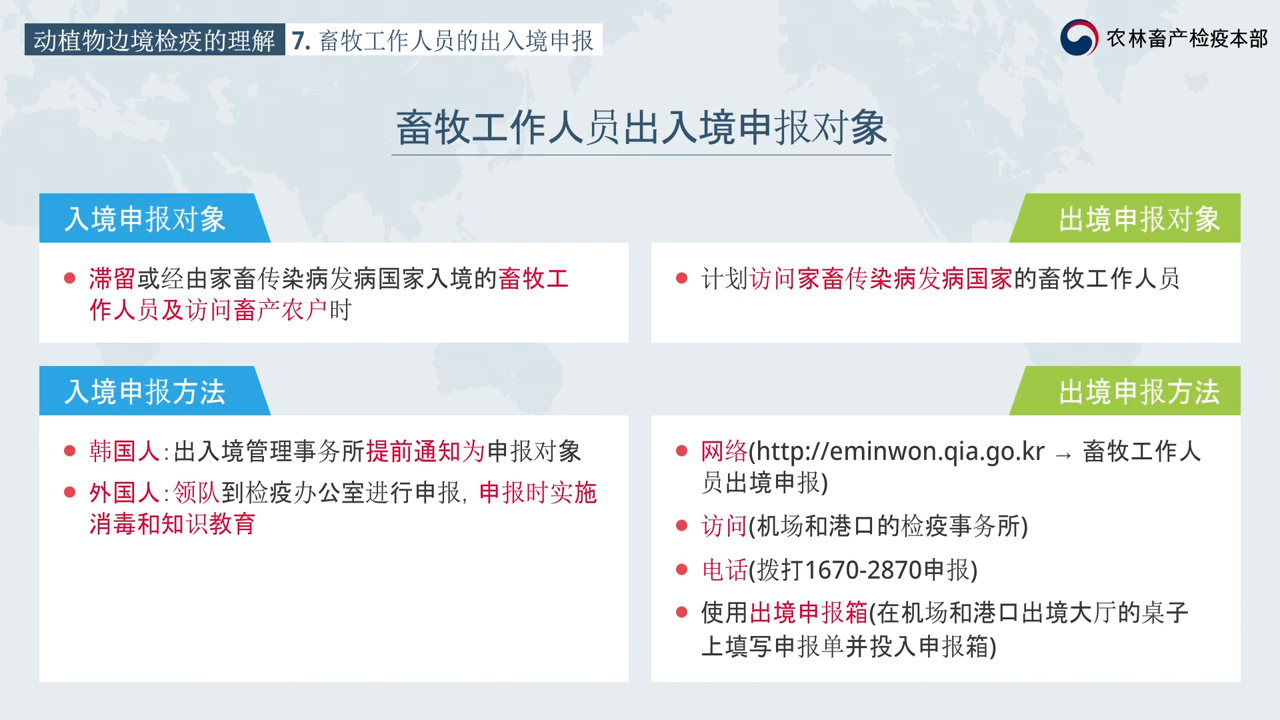 动植物边境检疫的理解 7. 畜牧工作人员的出入境申报
农林畜产检疫本部
畜牧工作人员出入境申报对象
入境申报对象
滞留或经由家畜传染病发病国家入境的畜牧工
作人员及访问畜产农户时
出境申报对象
计划访问家畜传染病发病国家的畜牧工作人员
入境申报方法
韩国人：出入境管理事务所提前通知为申报对象
外国人：领队到检疫办公室进行申报，申报时实施
消毒和知识教育
出境申报方法
网络(http://eminwon.qia.go.kr → 畜牧工作人
员出境申报)
访问(机场和港口的检疫事务所)
电话(拨打1670-2870申报)
使用出境申报箱(在机场和港口出境大厅的桌子
上填写申报单并投入申报箱)